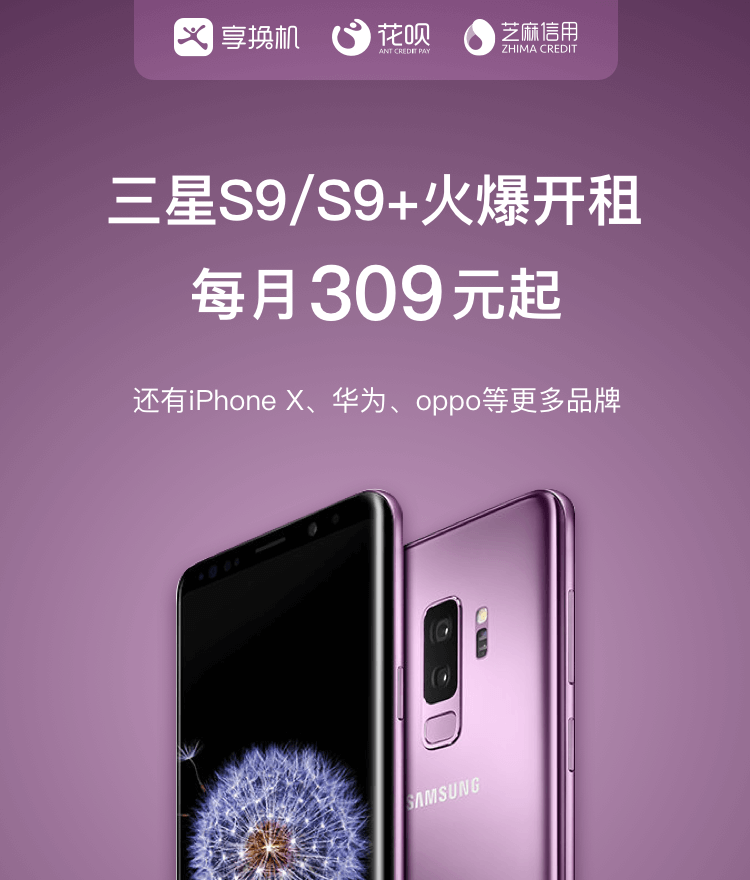 享换机 花呗 芝麻信用
ANT CREDIT PAY ZHIMA CREDIT
三星S9/S9+火爆开租
每月309元起
还有iPhone X、华为、oppo等更多品牌
SAMSUNG